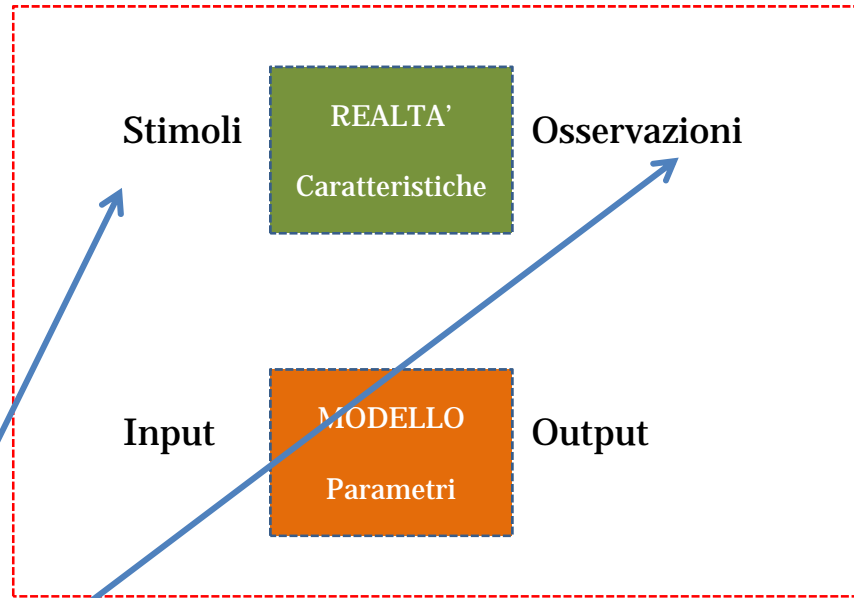 Stimoli
REALTA’
Caratteristiche
Osservazioni
Input
MODELLO
Parametri
Output